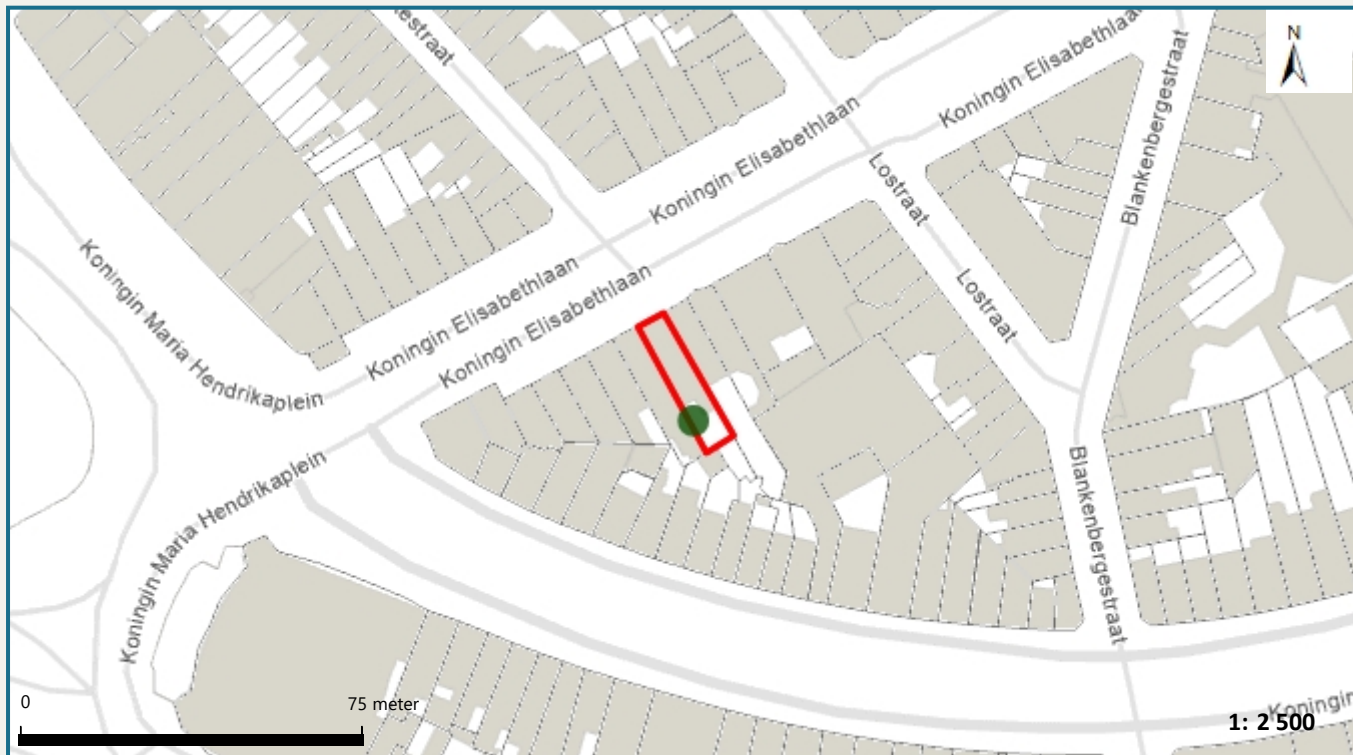 N
Koningin Elisabethlaan
Koningin Elisabethlaan
Blankenbergestraat
Lostraat
Koningin Elisabethlaan
Koningin Elisabethlaan
Lostraat
Koningin Maria Hendrikaplein
Koningin Maria Hendrikaplein
Blankenbergestraat
0
75 meter
Koningin
1: 2 500